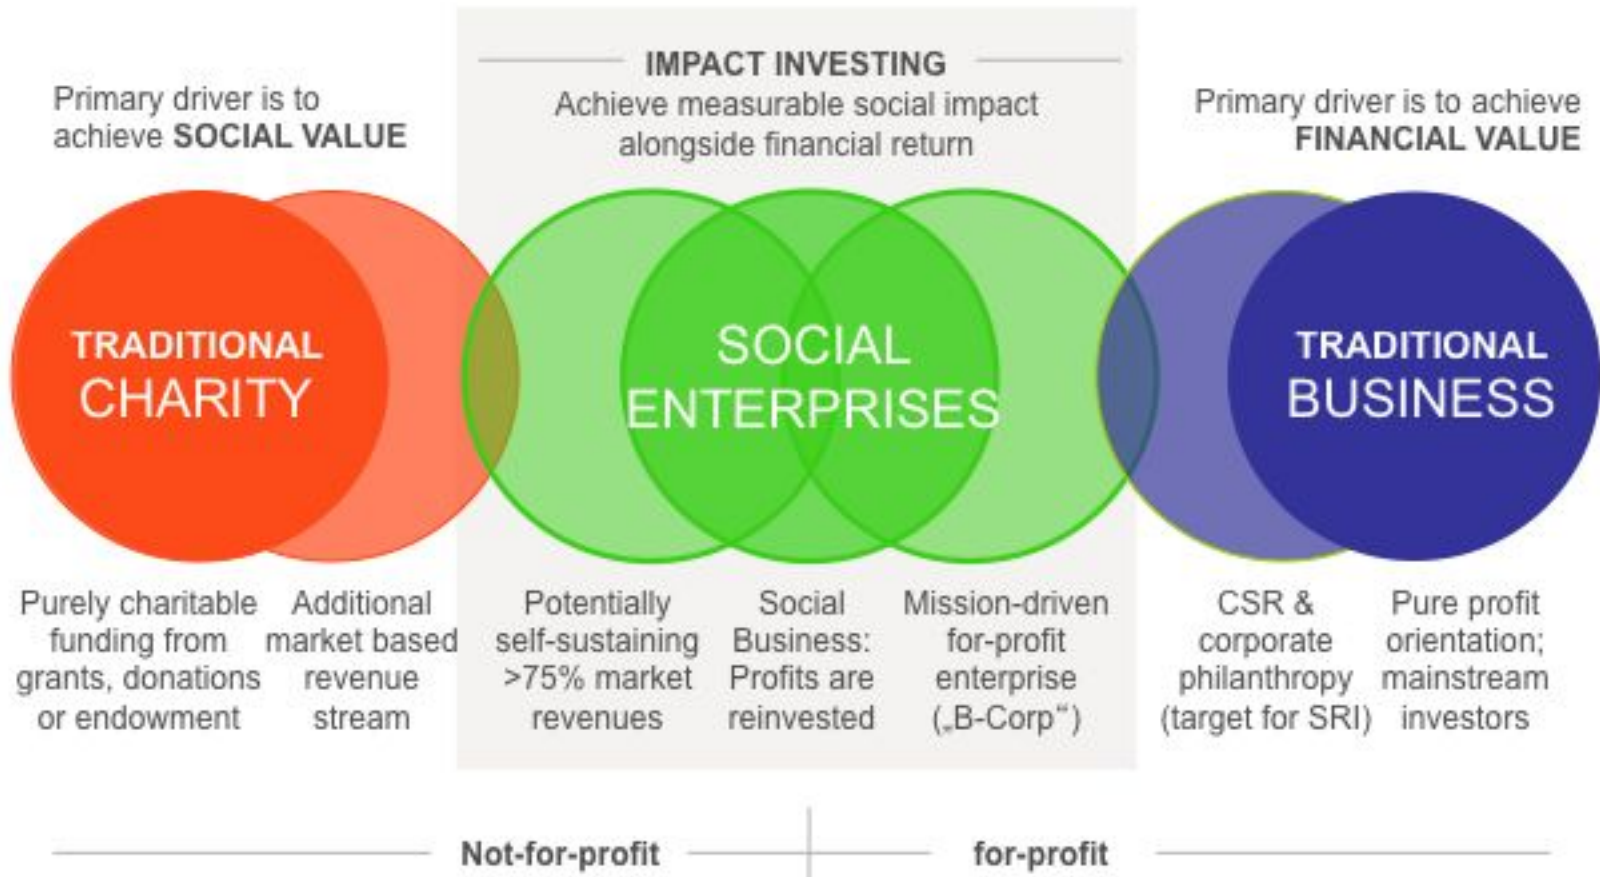 Primary driver is to
achieve SOCIAL VALUE
IMPACT INVESTING
Achieve measurable social impact
alongside financial return
Primary driver is to achieve
FINANCIAL VALUE
TRADITIONAL
CHARITY
SOCIAL
ENTERPRISES
TRADITIONAL
BUSINESS
Purely charitable
funding from
grants, donations
or endowment
Additional
market based
revenue
stream
Potentially
self-sustaining
>75% market
revenues
Social
Business:
Profits are
reinvested
Mission-driven
for-profit
enterprise
(„B-Corp“)
CSR &
corporate
philanthropy
(target for SRI)
Pure profit
orientation;
mainstream
investors
Not-for-profit
for-profit